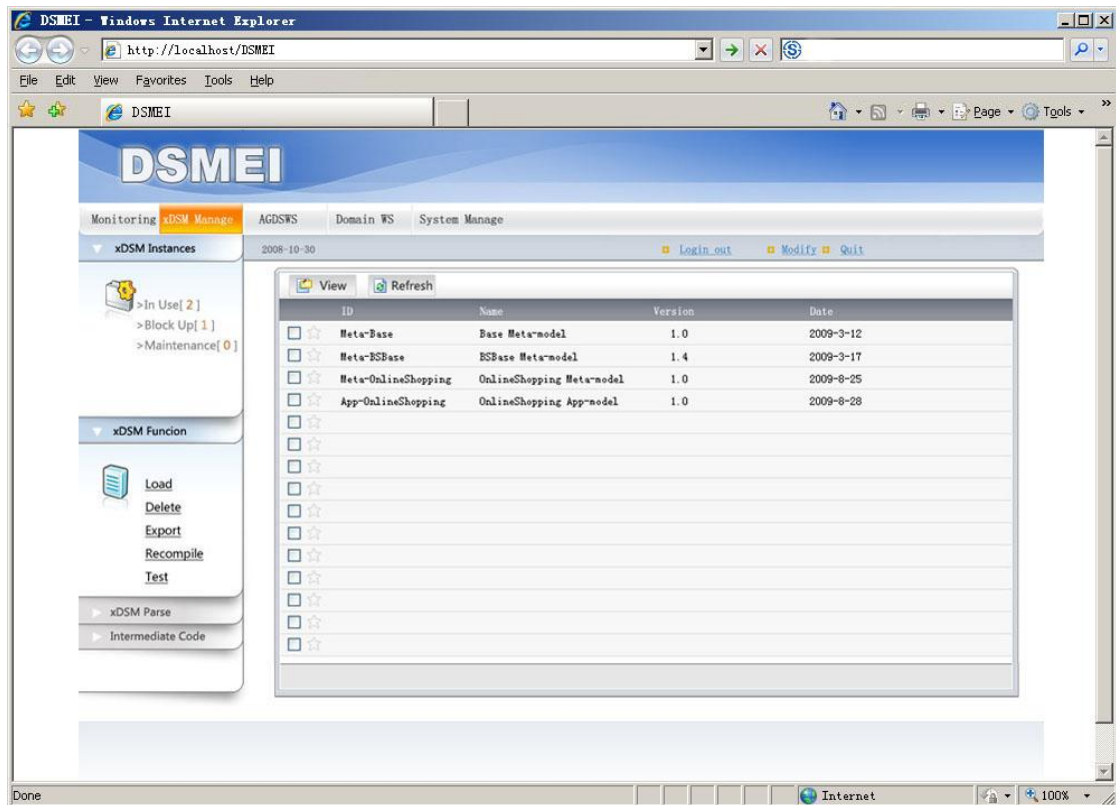 DSMEI - Windows Internet Explorer
http://localhost/DSMEI
File Edit View Favorites Tools Help
DSMEI
Page Tools »
DSMEI
Monitoring xDSM Manage AGDSWS Domain WS System Manage
xDSM Instances
2008-10-30 Login out Modify Quit
>In Use[ 2 ]
>Block Up[ 1 ]
>Maintenance[ 0 ]
View Refresh
ID Name Version Date
Meta-Base Base Meta-model 1.0 2009-3-12
Meta-BSBase BSBase Meta-model 1.4 2009-3-17
Meta-OnlineShopping OnlineShopping Meta-model 1.0 2009-8-25
App-OnlineShopping OnlineShopping App-model 1.0 2009-8-28
xDSM Funcion
Load
Delete
Export
Recompile
Test
xDSM Parse
Intermediate Code
Done Internet 100%